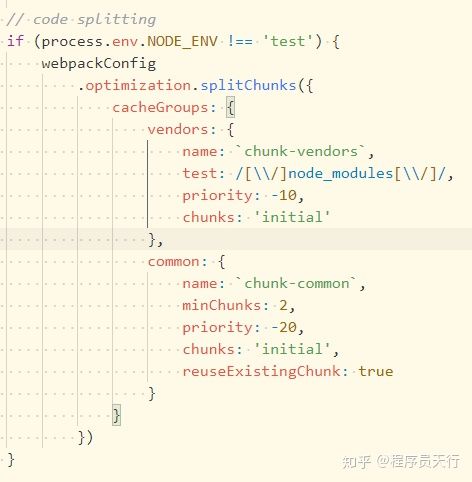 // code splitting
if (process.env.NODE_ENV !== 'test') {
    webpackConfig
        .optimization.splitChunks({
            cacheGroups: {
                vendors: {
                    name: `chunk-vendors`,
                    test: /[\\/]node_modules[\\/]/,
                    priority: -10,
                    chunks: 'initial'
                },
                common: {
                    name: `chunk-common`,
                    minChunks: 2,
                    priority: -20,
                    chunks: 'initial',
                    reuseExistingChunk: true
                }
            }
        })
}
知乎 @程序员天行